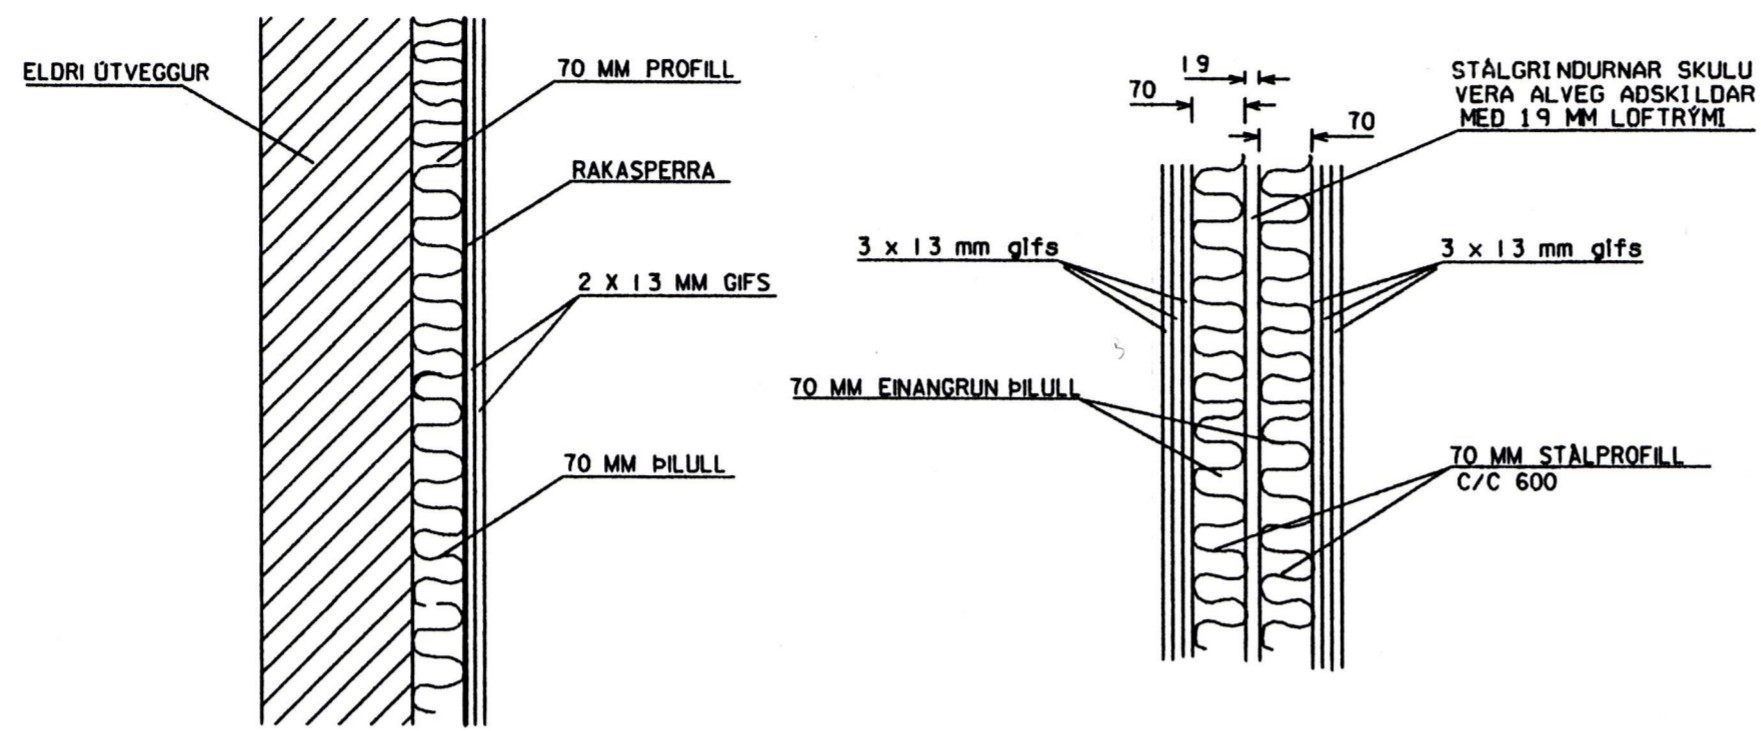 ELDRI ÚTVEGGUR
70 MM PROFILL
RAKASPERRA
2 X 13 MM GIFS
70 MM ÞILULL
19
70
70
STÁLGRINDURNAR SKULU
VERA ALVEG ADSKILDAR
MED 19 MM LOFTRÝMI
3 x 13 mm gifs
3 x 13 mm gifs
70 MM EINANGRUN ÞILULL
70 MM STÁLPROFILL
C/C 600